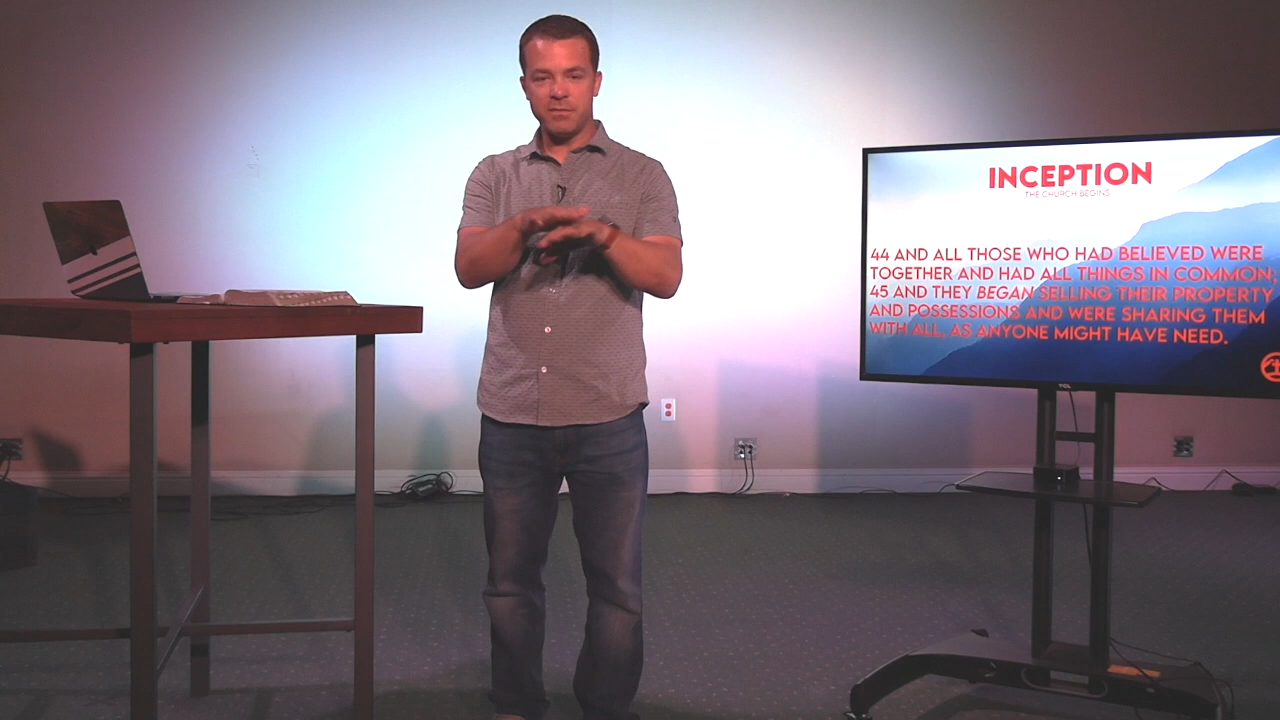 INCEPTION
THE CHURCH BEGINS
44 AND ALL THOSE WHO HAD BELIEVED WERE
TOGETHER AND HAD ALL THINGS IN COMMON;
45 AND THEY BEGAN SELLING THEIR PROPERTY
AND POSSESSIONS AND WERE SHARING THEM
WITH ALL, AS ANYONE MIGHT HAVE NEED.
TCL